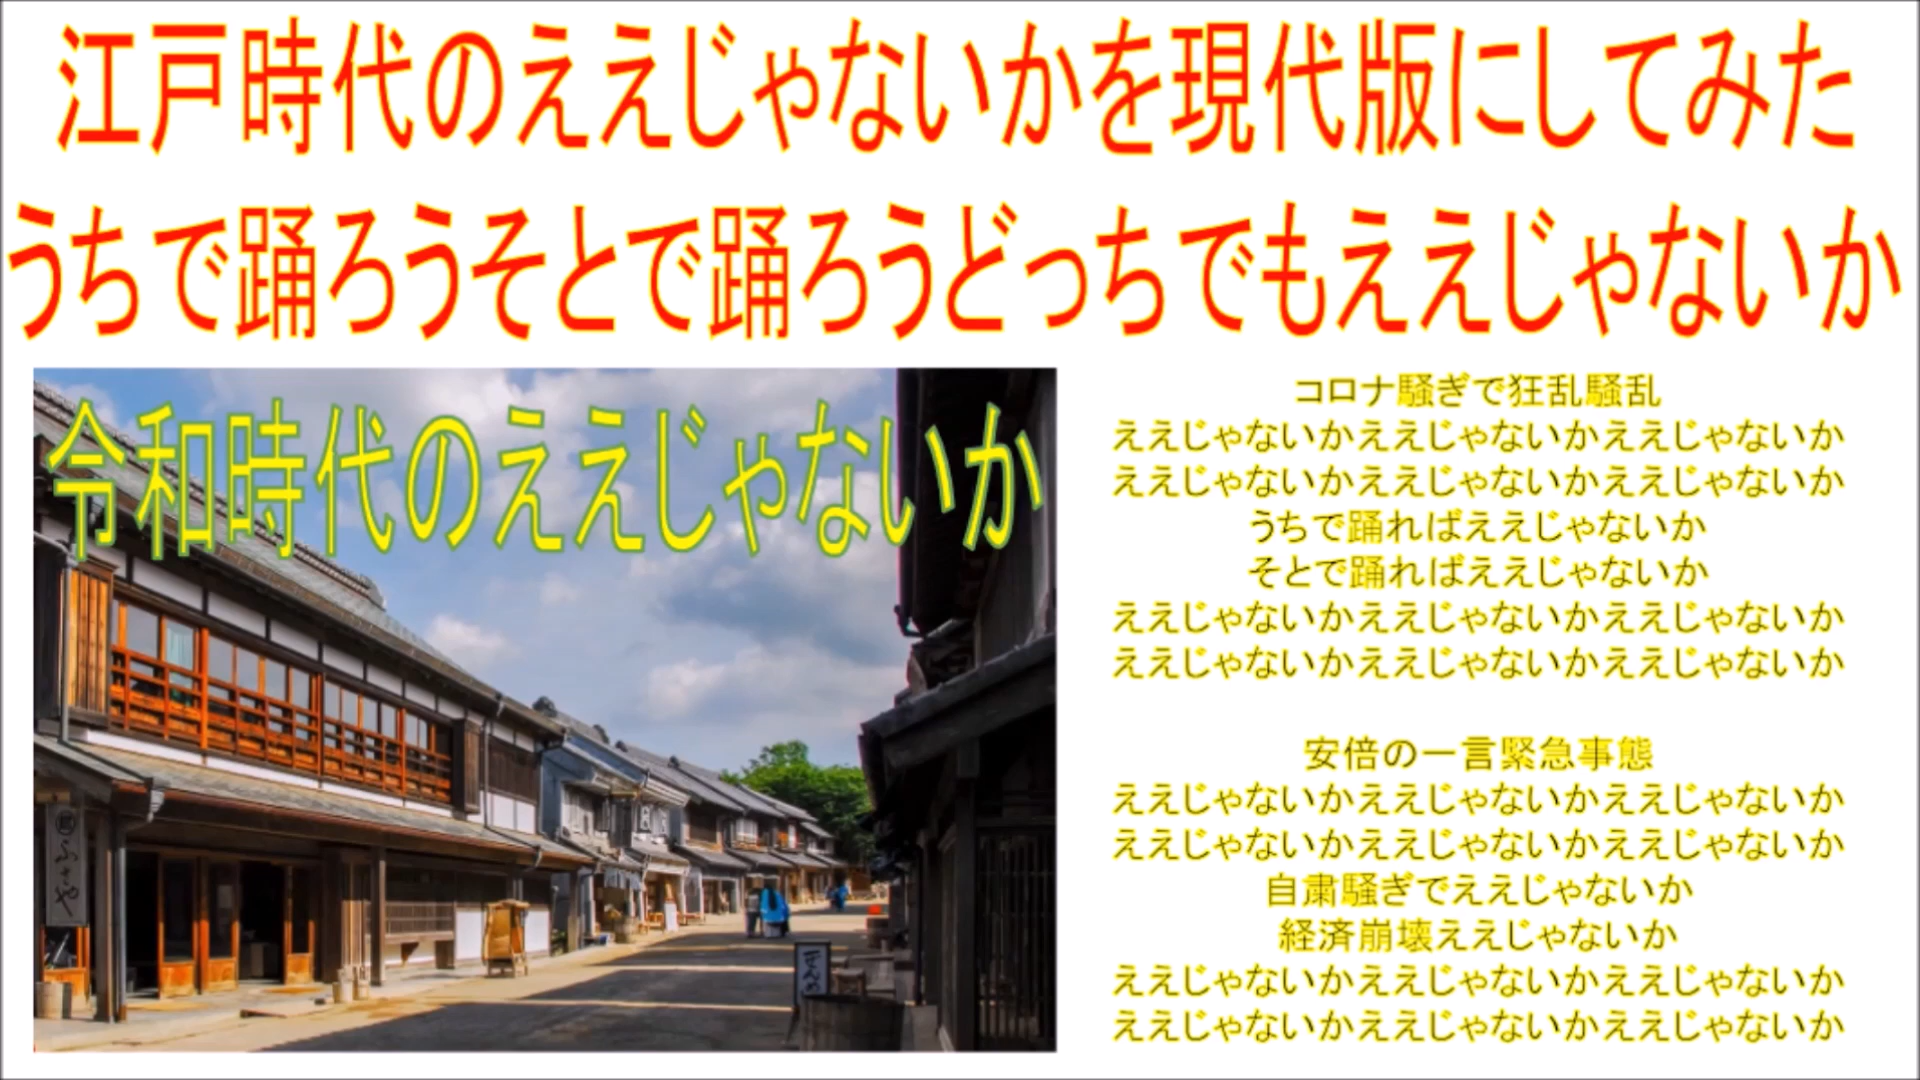 江戸時代のええじゃないかを現代版にしてみた
うちで踊ろうそとで踊ろうどっちでもええじゃないか
令和時代のええじゃないか
コロナ騒ぎで狂乱騒乱
ええじゃないかええじゃないかええじゃないか
ええじゃないかええじゃないかええじゃないか
うちで踊ればええじゃないか
そとで踊ればええじゃないか
ええじゃないかええじゃないかええじゃないか
ええじゃないかええじゃないかええじゃないか
安倍の一言緊急事態
ええじゃないかええじゃないかええじゃないか
ええじゃないかええじゃないかええじゃないか
自粛騒ぎでええじゃないか
経済崩壊ええじゃないか
ええじゃないかええじゃないかええじゃないか
ええじゃないかええじゃないかええじゃないか